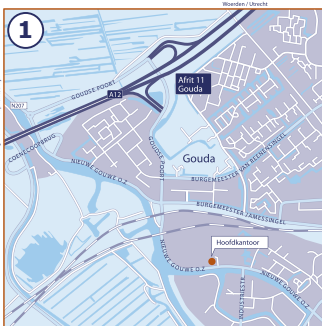 Woerden / Utrecht
1
Afrit 11
Gouda
A12
GOUDSE POORT
N207
COENECOOPBRUG
GOUDSE POORT
Gouda
BURGEMEESTER VAN REENENSINGEL
NIEUWE GOUWE O.Z
BURGEMEESTER JAMESSINGEL
Hoofdkantoor
NIEUWE GOUWE O.Z
NIEUWE GOUWE O.Z
INDUSTRIESTR